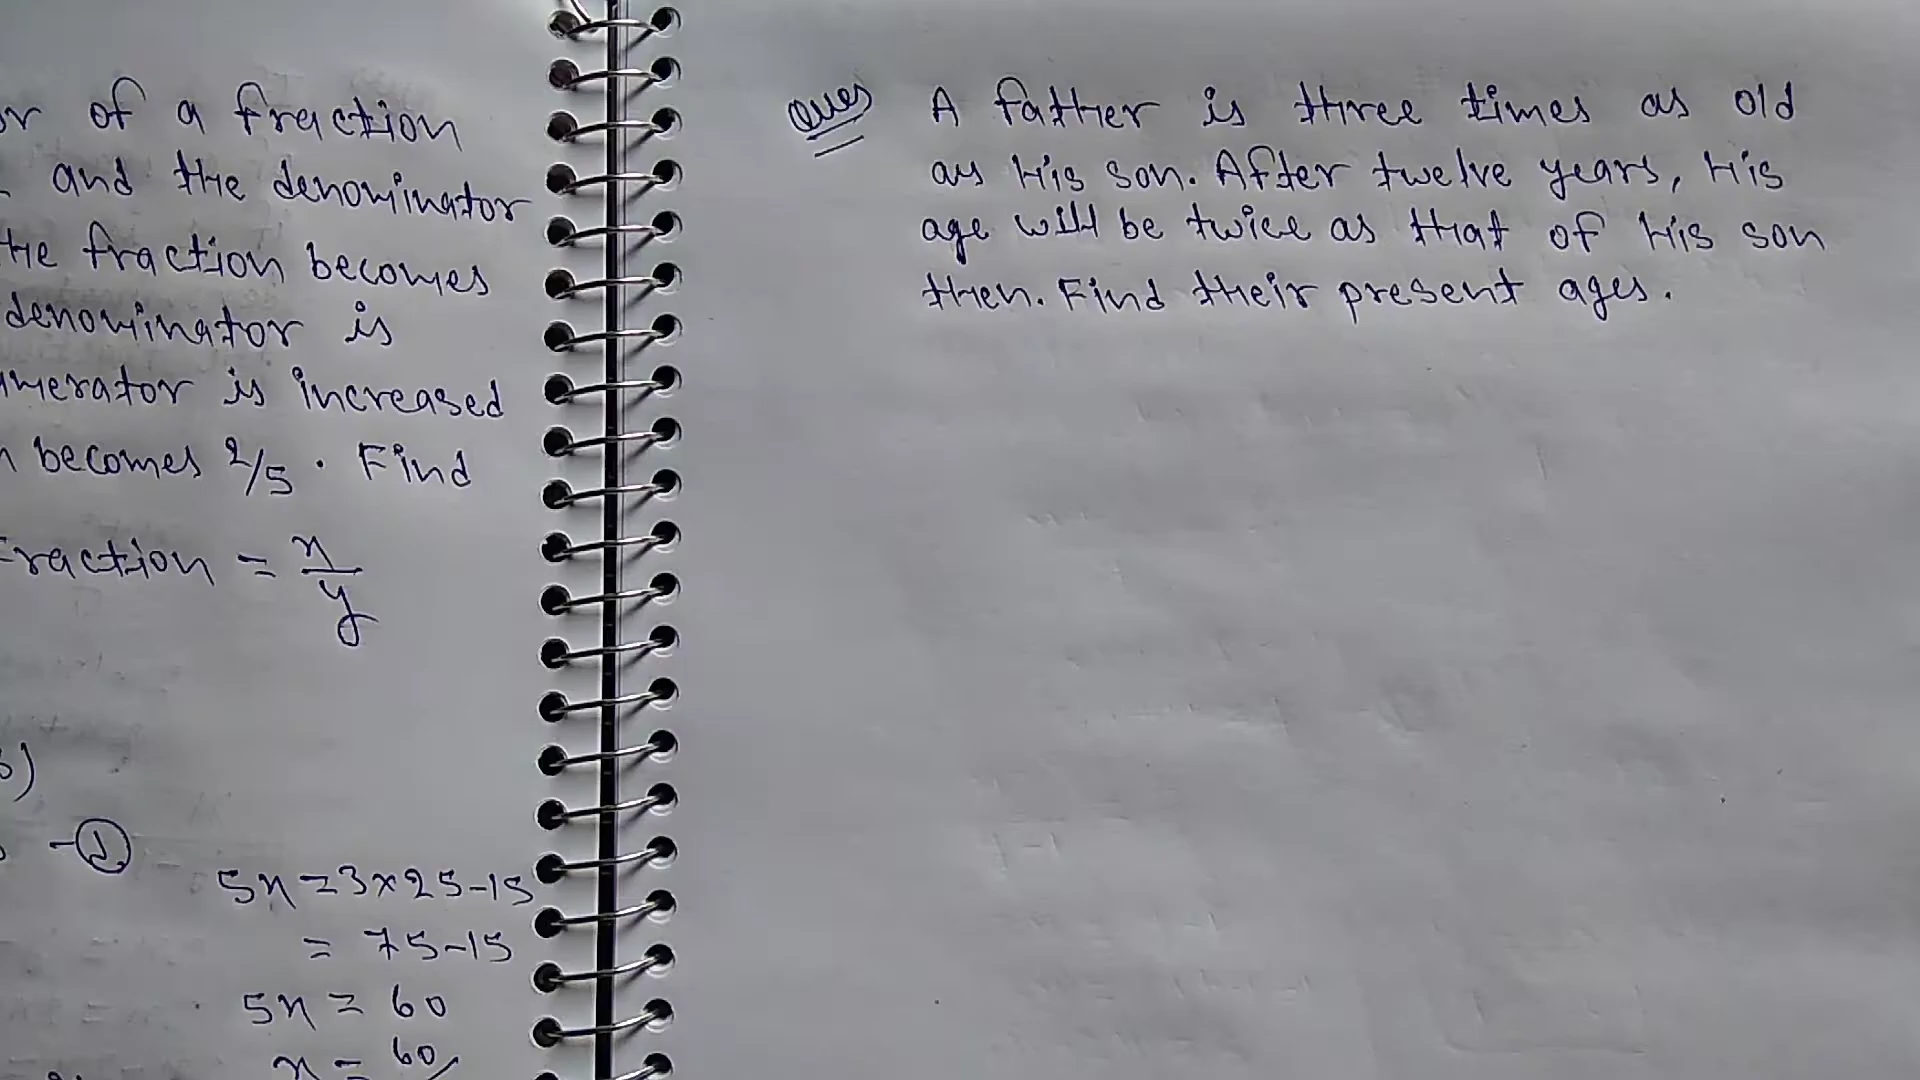 of a fraction
and the denominator
the fraction becomes
denominator is
is increased
becomes 2/5. Find
Fraction = x/y
-①
5x = 3×25-15
= 75-15
5x = 60
x = 60/
Ques A father is three times as old
as his son. After twelve years, his
age will be twice as that of his son
then. Find their present ages.